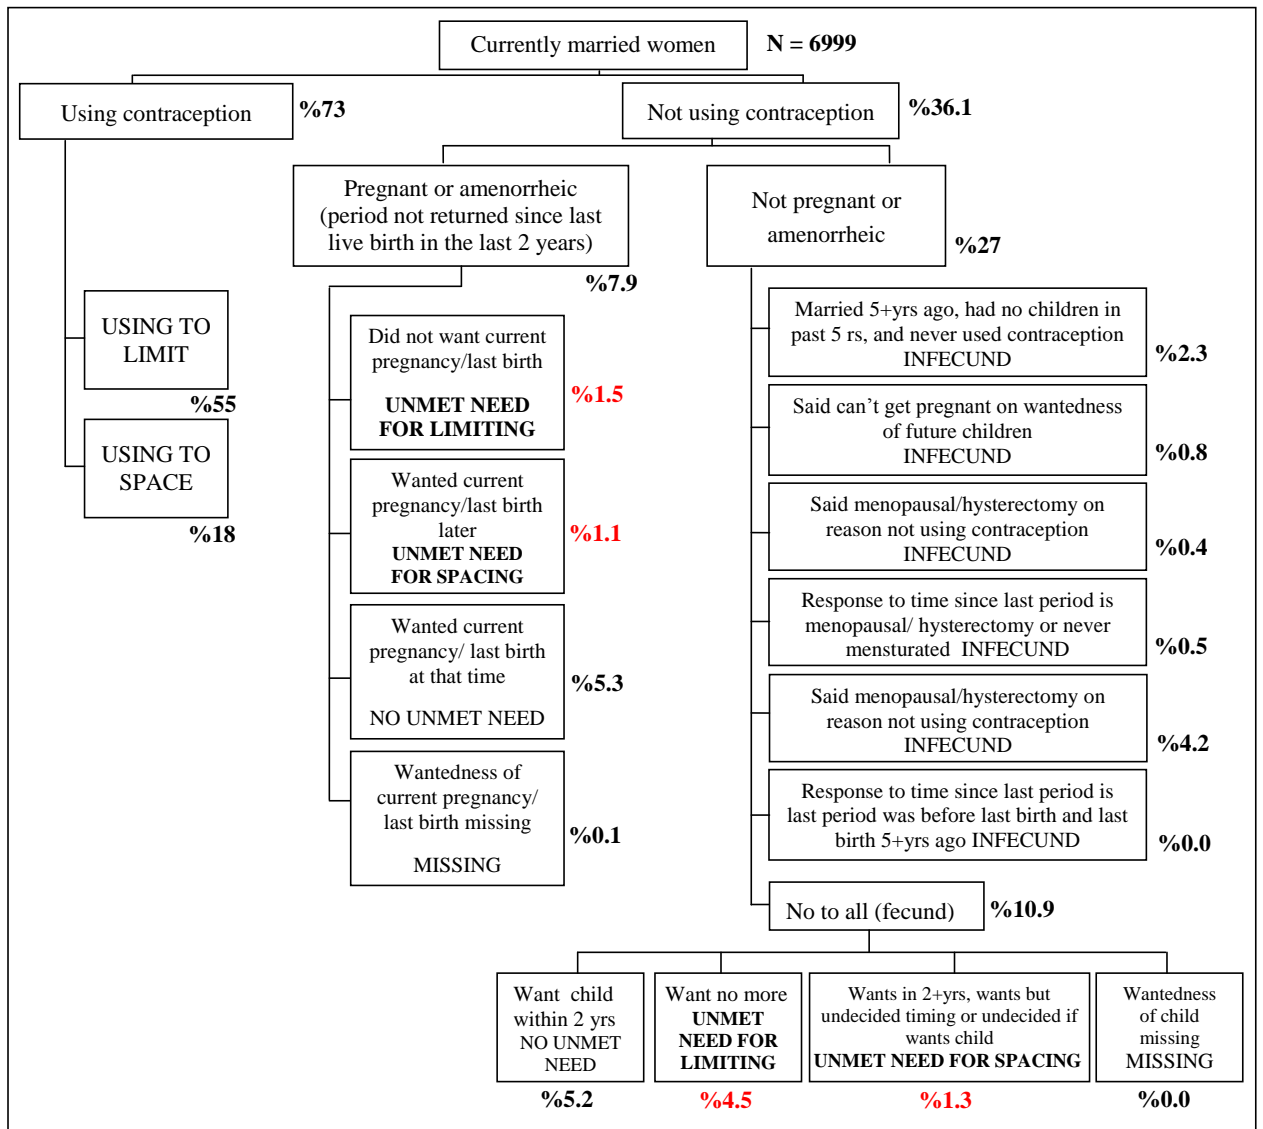 Currently married women
N = 6999
Using contraception
%73
Not using contraception
%36.1
Pregnant or amenorrheic
(period not returned since last
live birth in the last 2 years)
%7.9
Not pregnant or
amenorrheic
%27
USING TO
LIMIT
%55
USING TO
SPACE
%18
Did not want current
pregnancy/last birth
UNMET NEED
FOR LIMITING
%1.5
Wanted current
pregnancy/last birth
later
UNMET NEED
FOR SPACING
%1.1
Wanted current
pregnancy/ last birth
at that time
NO UNMET NEED
%5.3
Wantedness of
current pregnancy/
last birth missing
MISSING
%0.1
Married 5+yrs ago, had no children in
past 5 rs, and never used contraception
INFECUND
%2.3
Said can’t get pregnant on wantedness
of future children
INFECUND
%0.8
Said menopausal/hysterectomy on
reason not using contraception
INFECUND
%0.4
Response to time since last period is
menopausal/ hysterectomy or never
mensturated INFECUND
%0.5
Said menopausal/hysterectomy on
reason not using contraception
INFECUND
%4.2
Response to time since last period is
last period was before last birth and last
birth 5+yrs ago INFECUND
%0.0
No to all (fecund)
%10.9
Want child
within 2 yrs
NO UNMET
NEED
%5.2
Want no more
UNMET
NEED FOR
LIMITING
%4.5
Wants in 2+yrs, wants but
undecided timing or undecided if
wants child
UNMET NEED FOR SPACING
%1.3
Wantedness
of child
missing
MISSING
%0.0